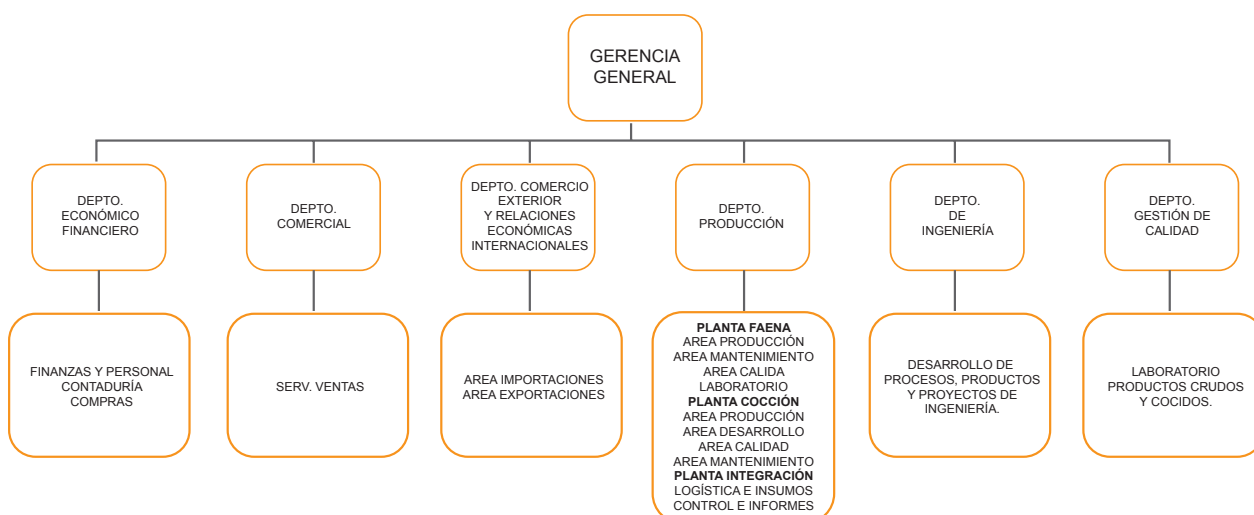 GERENCIA
GENERAL
DEPTO.
ECONÓMICO
FINANCIERO
DEPTO.
COMERCIAL
DEPTO. COMERCIO
EXTERIOR
Y RELACIONES
ECONÓMICAS
INTERNACIONALES
DEPTO.
PRODUCCIÓN
DEPTO.
DE
INGENIERÍA
DEPTO.
GESTIÓN DE
CALIDAD
FINANZAS Y PERSONAL
CONTADURÍA
COMPRAS
SERV. VENTAS
AREA IMPORTACIONES
AREA EXPORTACIONES
PLANTA FAENA
AREA PRODUCCIÓN
AREA MANTENIMIENTO
AREA CALIDA
LABORATORIO
PLANTA COCCIÓN
AREA PRODUCCIÓN
AREA DESARROLLO
AREA CALIDAD
AREA MANTENIMIENTO
PLANTA INTEGRACIÓN
LOGÍSTICA E INSUMOS
CONTROL E INFORMES
DESARROLLO DE
PROCESOS, PRODUCTOS
Y PROYECTOS DE
INGENIERÍA.
LABORATORIO
PRODUCTOS CRUDOS
Y COCIDOS.